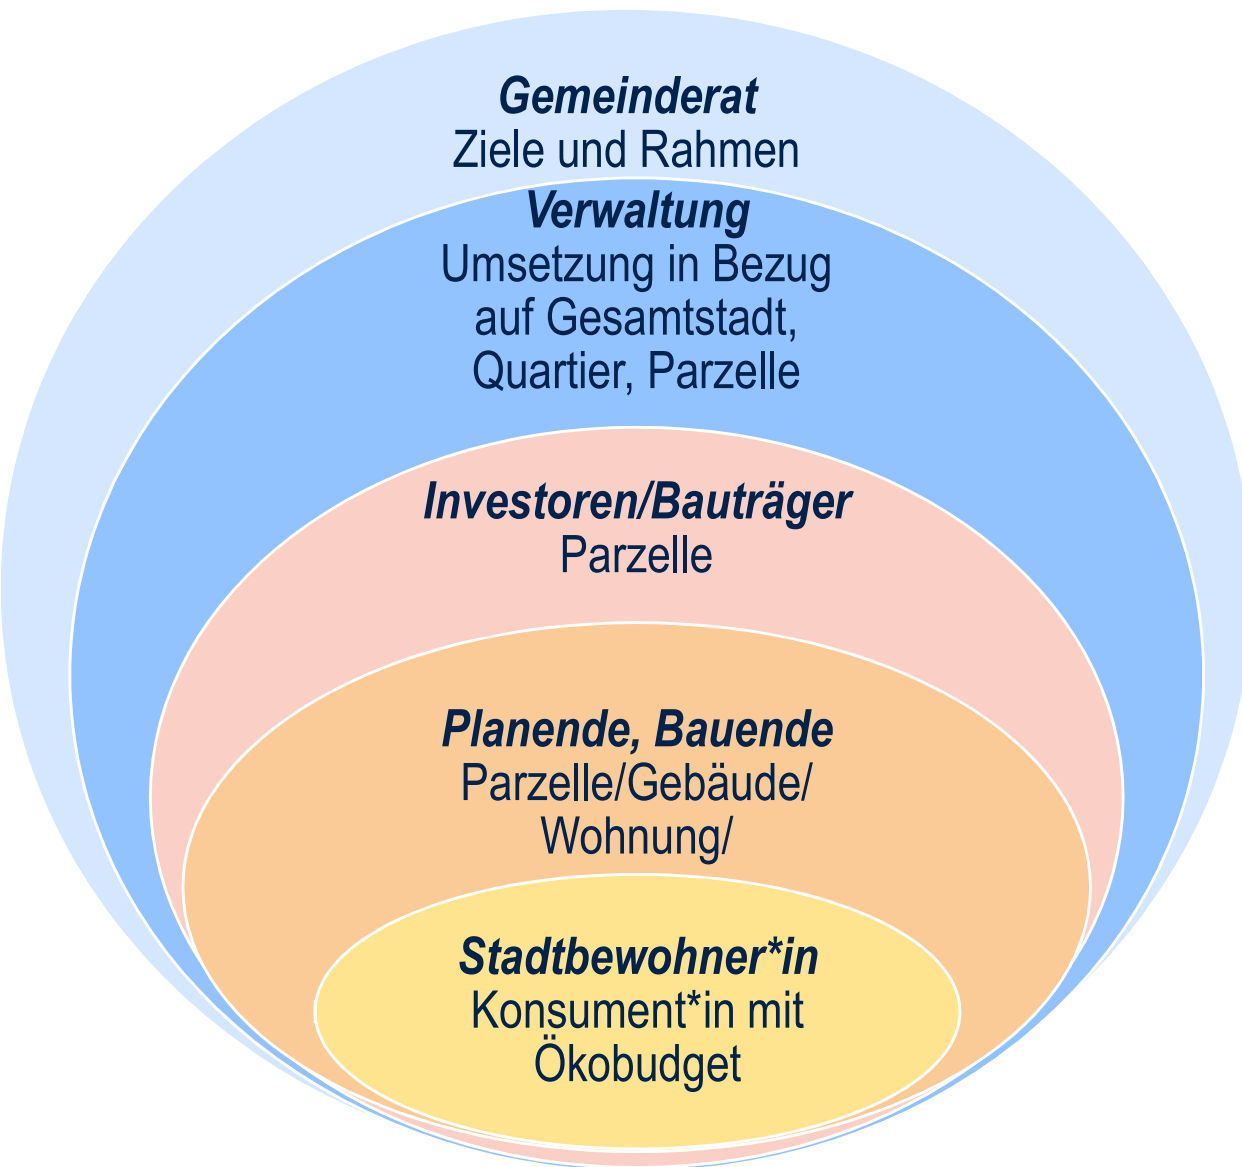 Gemeinderat
Ziele und Rahmen
Verwaltung
Umsetzung in Bezug
auf Gesamtstadt,
Quartier, Parzelle
Investoren/Bauträger
Parzelle
Planende, Bauende
Parzelle/Gebäude/
Wohnung/
Stadtbewohner*in
Konsument*in mit
Ökobudget